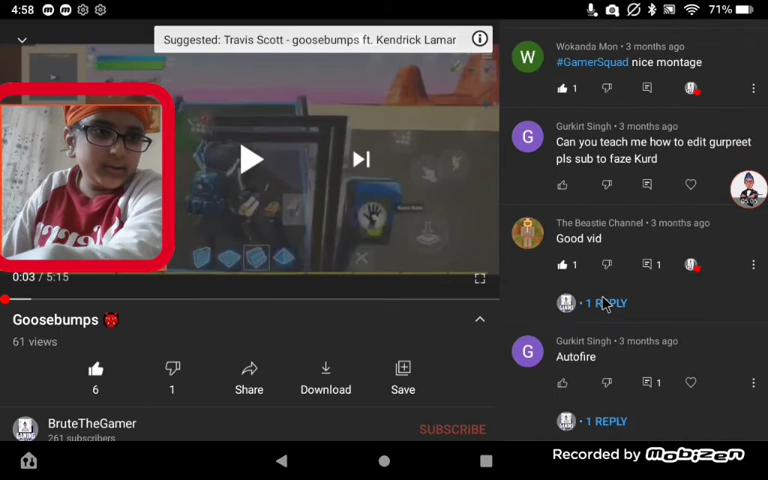 4:58
71%
Suggested: Travis Scott - goosebumps ft. Kendrick Lamar
0:03 / 5:15
Goosebumps 🐞
61 views
6
1
Share
Download
Save
BruteTheGamer
261 subscribers
SUBSCRIBE
Wokanda Mon • 3 months ago
#GamerSquad nice montage
1
Gurkirt Singh • 3 months ago
Can you teach me how to edit gurpreet
pls sub to faze Kurd
05:05
The Beastie Channel • 3 months ago
Good vid
1
1
• 1 REPLY
Gurkirt Singh • 3 months ago
Autofire
1
• 1 REPLY
Recorded by Mobizen